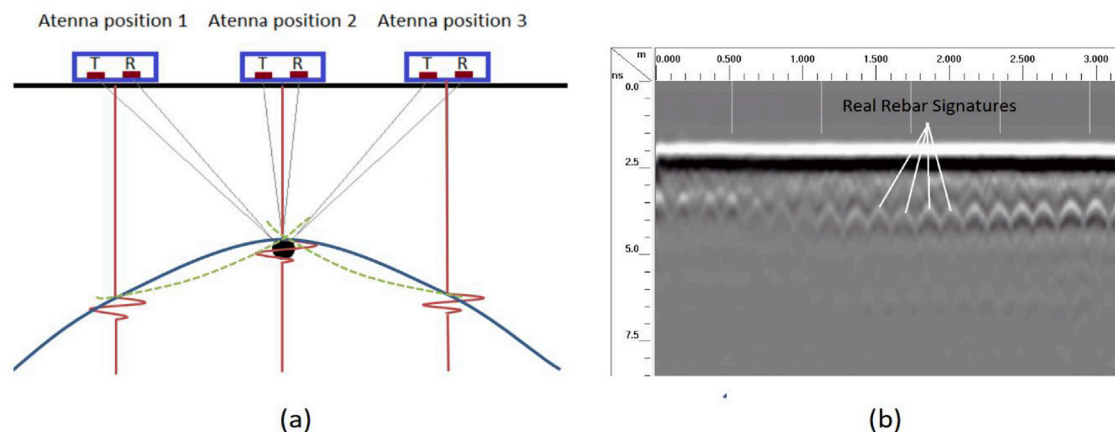 Atenna position 1 Atenna position 2 Atenna position 3
T R T R T R
(a)
m
ns
0.000 0.500 1.000 1.500 2.000 2.500 3.000
0.0
Real Rebar Signatures
2.5
5.0
7.5
(b)